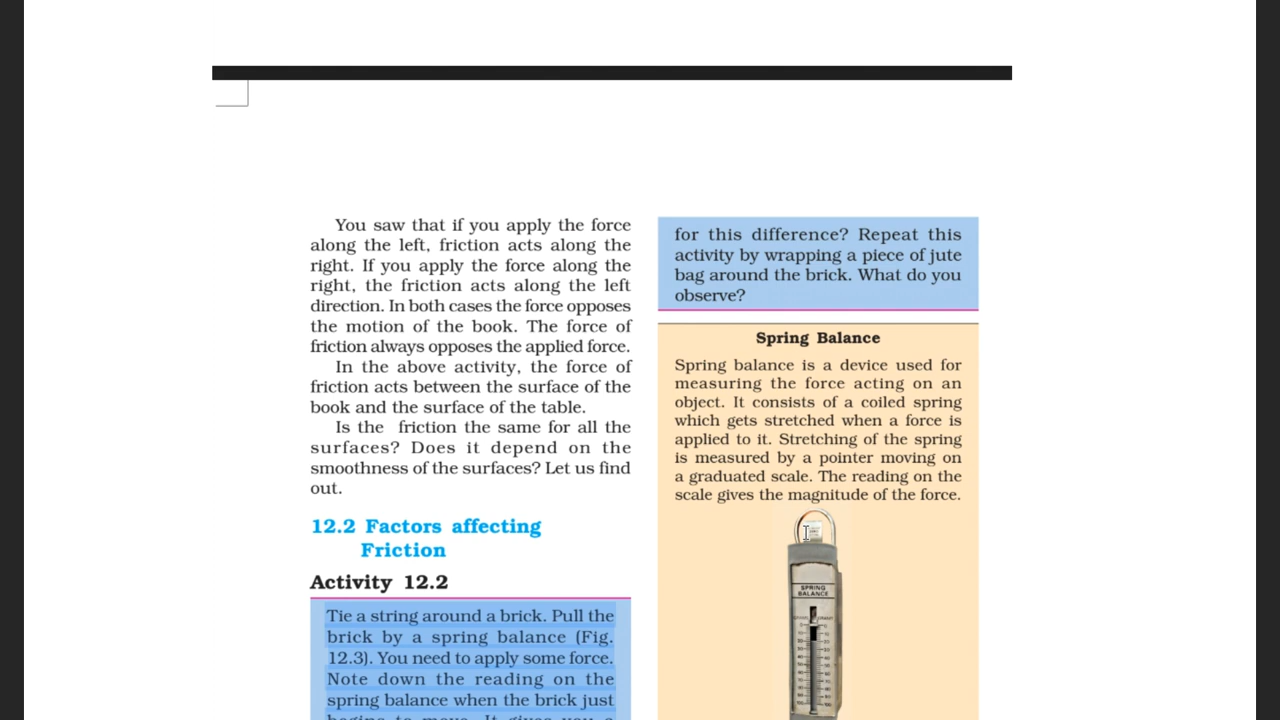 You saw that if you apply the force
along the left, friction acts along the
right. If you apply the force along the
right, the friction acts along the left
direction. In both cases the force opposes
the motion of the book. The force of
friction always opposes the applied force.
In the above activity, the force of
friction acts between the surface of the
book and the surface of the table.
Is the friction the same for all the
surfaces? Does it depend on the
smoothness of the surfaces? Let us find
out.
12.2 Factors affecting
Friction
Activity 12.2
Tie a string around a brick. Pull the
brick by a spring balance (Fig.
12.3). You need to apply some force.
Note down the reading on the
spring balance when the brick just
begins to move. It gives you a
for this difference? Repeat this
activity by wrapping a piece of jute
bag around the brick. What do you
observe?
Spring Balance
Spring balance is a device used for
measuring the force acting on an
object. It consists of a coiled spring
which gets stretched when a force is
applied to it. Stretching of the spring
is measured by a pointer moving on
a graduated scale. The reading on the
scale gives the magnitude of the force.
SPRING
BALANCE